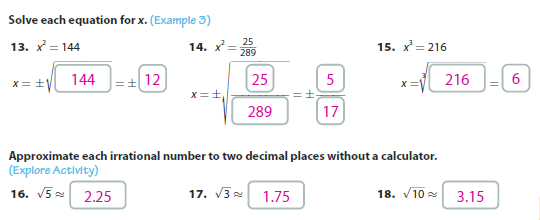 Solve each equation for x. (Example 3)
13. x² = 144
14. x² = 25/289
15. x³ = 216
x = ±√144 = ±12
x = ±√(25/289) = ±5/17
x = ∛216 = 6
Approximate each irrational number to two decimal places without a calculator.
(Explore Activity)
16. √5 ≈ 2.25
17. √3 ≈ 1.75
18. √10 ≈ 3.15